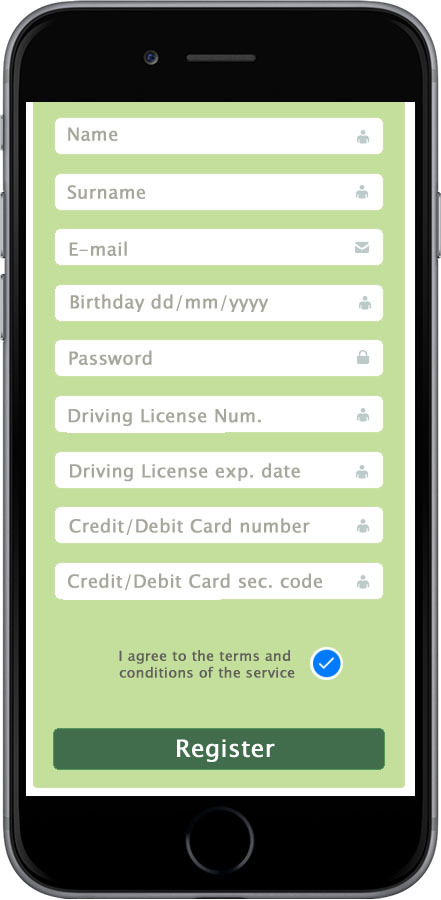 Name
Surname
E-mail
Birthday dd/mm/yyyy
Password
Driving License Num.
Driving License exp. date
Credit/Debit Card number
Credit/Debit Card sec. code
I agree to the terms and
conditions of the service
Register